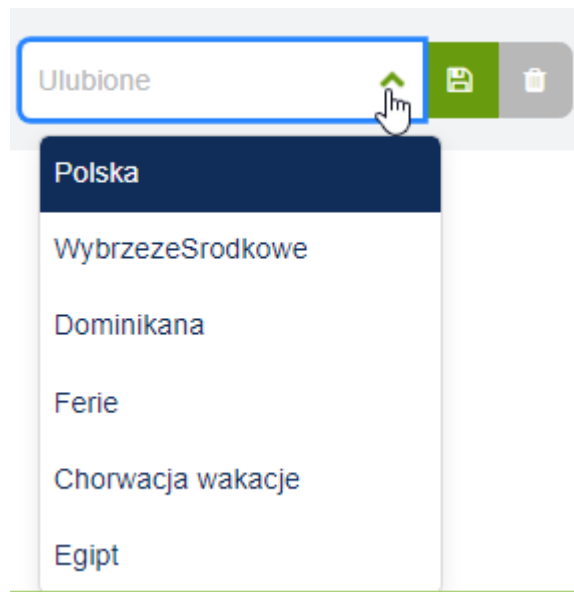 Ulubione
Polska
WybrzezeSrodkowe
Dominikana
Ferie
Chorwacja wakacje
Egipt